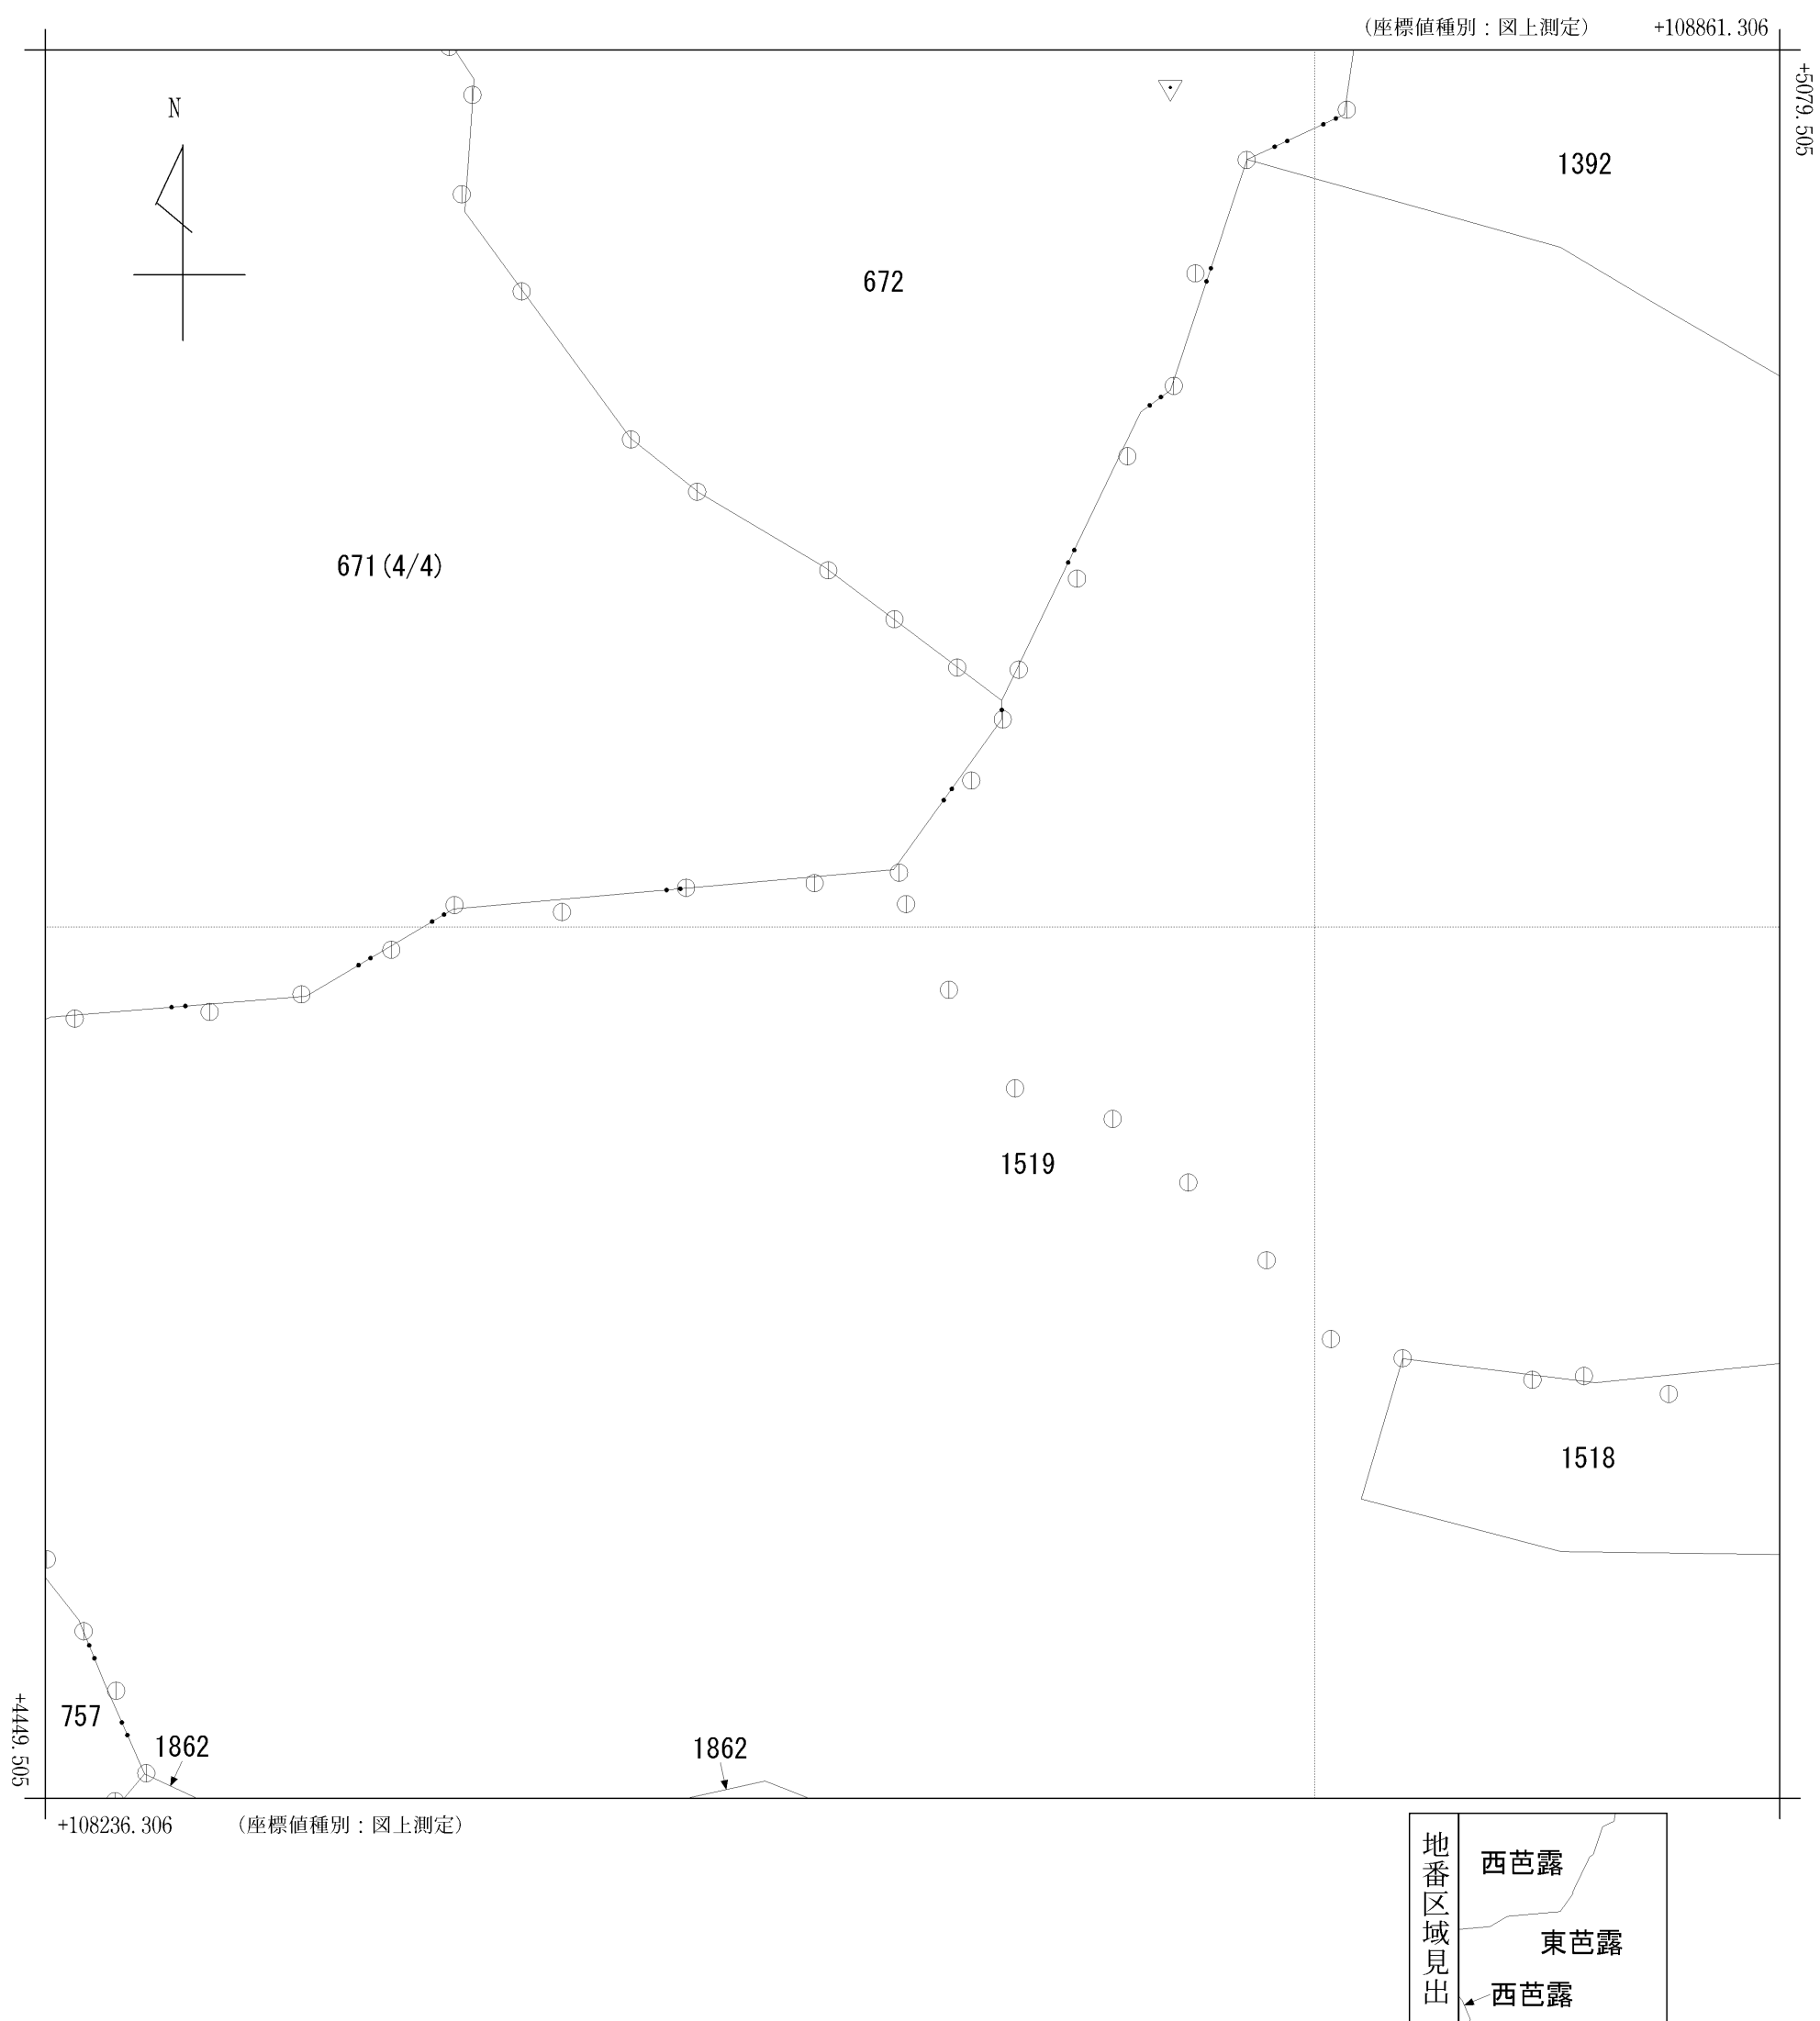 （座標値種別：図上測定） +108861.306
+5079.505
N
1392
672
671(4/4)
1519
1518
757
1862
1862
+4449.505
+108236.306 （座標値種別：図上測定）
地番区域見出
西芭露
東芭露
西芭露